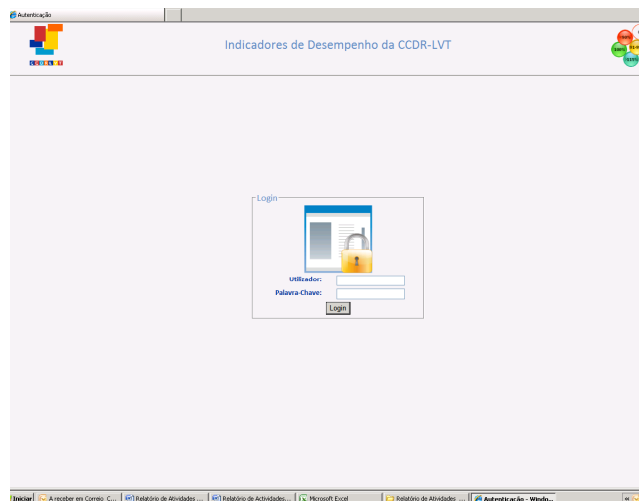 Autenticação
Indicadores de Desempenho da CCDR-LVT
CCDRLVT
Login
Utilizador:
Palavra-Chave:
Login
Iniciar
A receber em Correio C...
Relatório de Atividades ...
Relatório de Actividades...
Microsoft Excel
Relatório de Atividades ...
Autenticação - Windo...